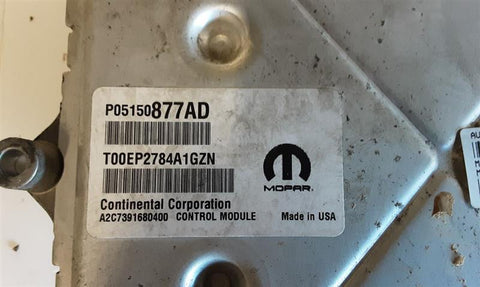 P05150877AD
T00EP2784A1GZN
MOPAR
Continental Corporation
A2C7391680400 CONTROL MODULE Made in USA